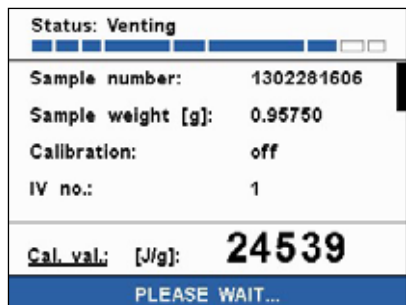 Status: Venting
Sample number: 1302281606
Sample weight [g]: 0.95750
Calibration: off
IV no.: 1
Cal. val.: [J/g]: 24539
PLEASE WAIT...